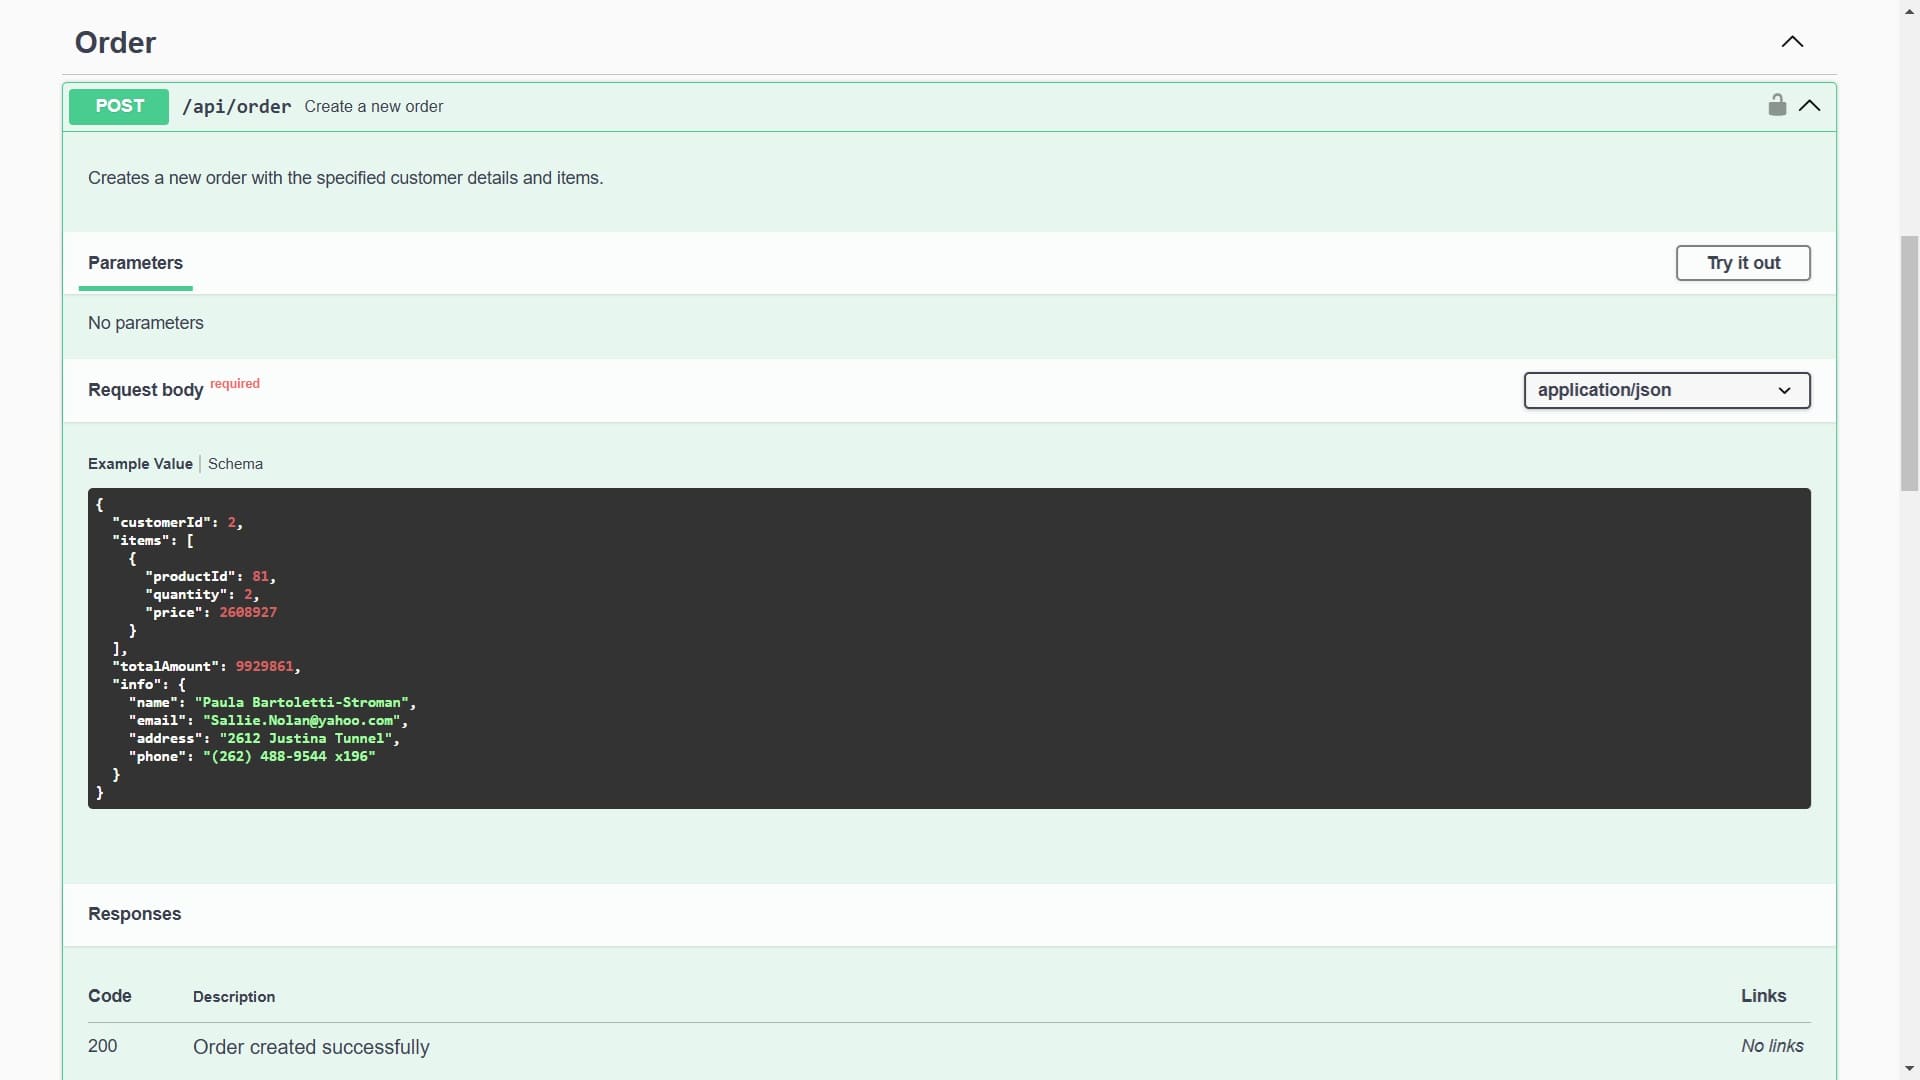 Order
POST /api/order Create a new order
Creates a new order with the specified customer details and items.
Parameters
Try it out
No parameters
Request body required
application/json
Example Value | Schema
{
  "customerId": 2,
  "items": [
    {
      "productId": 81,
      "quantity": 2,
      "price": 2608927
    }
  ],
  "totalAmount": 9929861,
  "info": {
    "name": "Paula Bartoletti-Stroman",
    "email": "Sallie.Nolan@yahoo.com",
    "address": "2612 Justina Tunnel",
    "phone": "(262) 488-9544 x196"
  }
}
Responses
Code Description Links
200 Order created successfully No links